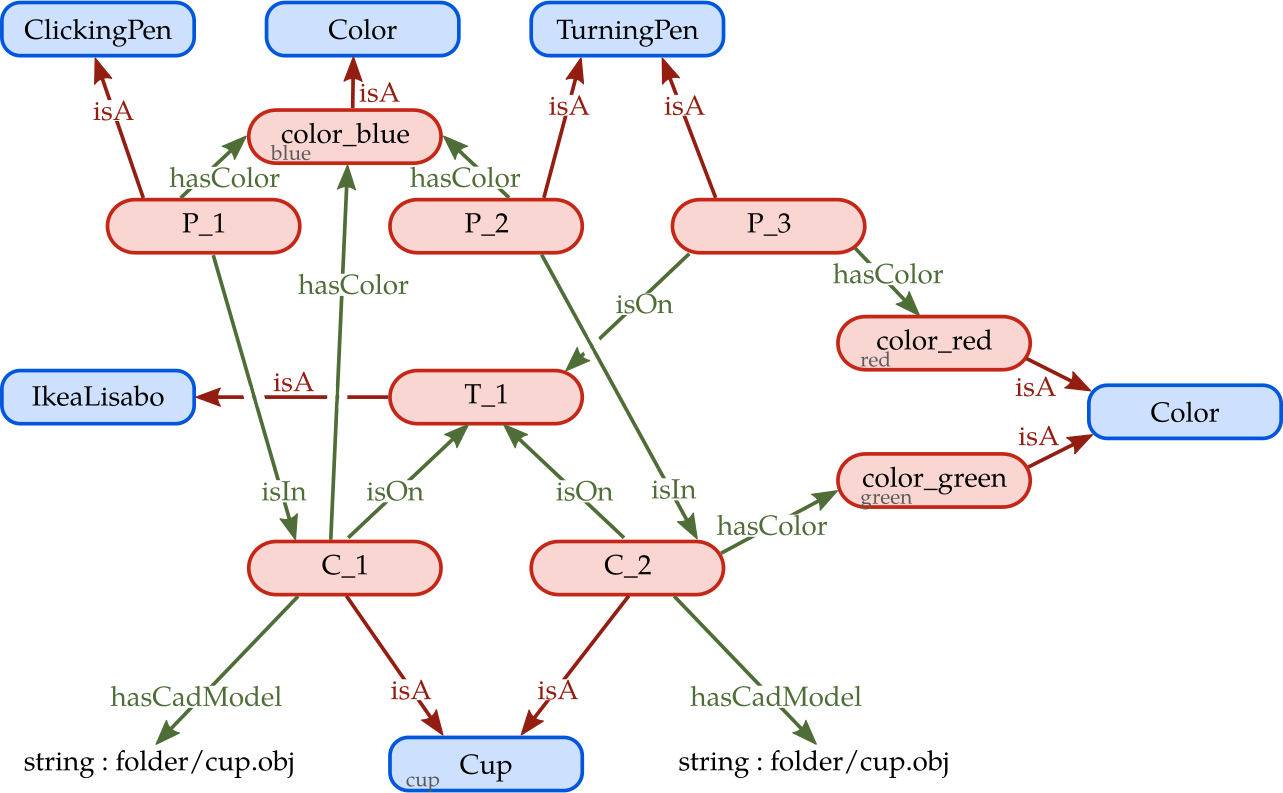 ClickingPen
Color
TurningPen
isA
isA
isA
isA
color_blue
blue
hasColor
hasColor
P_1
P_2
P_3
hasColor
hasColor
isOn
color_red
red
isA
isA
IkeaLisabo
T_1
Color
isA
color_green
green
isIn
isOn
isOn
isIn
hasColor
C_1
C_2
hasCadModel
isA
isA
hasCadModel
string : folder/cup.obj
Cup
cup
string : folder/cup.obj